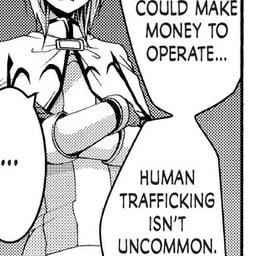 COULD MAKE
MONEY TO
OPERATE...
HUMAN
TRAFFICKING
ISN'T
UNCOMMON.
...